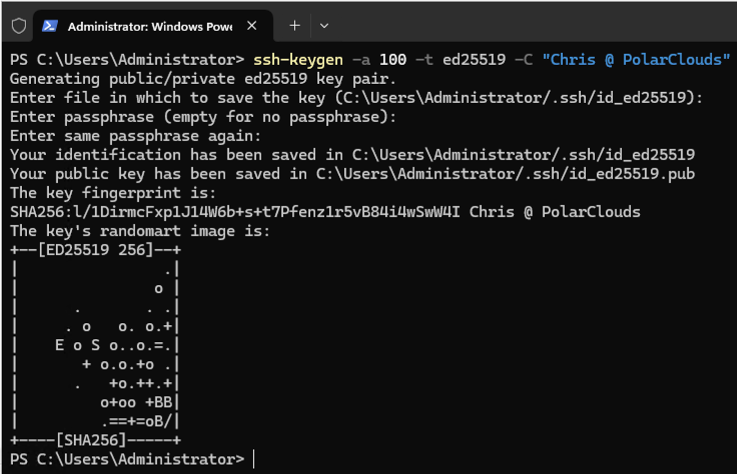 Administrator: Windows Powe
PS C:\Users\Administrator> ssh-keygen -a 100 -t ed25519 -C "Chris @ PolarClouds"
Generating public/private ed25519 key pair.
Enter file in which to save the key (C:\Users\Administrator/.ssh/id_ed25519):
Enter passphrase (empty for no passphrase):
Enter same passphrase again:
Your identification has been saved in C:\Users\Administrator/.ssh/id_ed25519
Your public key has been saved in C:\Users\Administrator/.ssh/id_ed25519.pub
The key fingerprint is:
SHA256:l/1DirmcFxp1J14W6b+s+t7Pfenz1r5vB84i4wSwW4I Chris @ PolarClouds
The key's randomart image is:
+--[ED25519 256]--+
|                .|
|               o |
|      .       . .|
|     . o   o. o.+|
|    E o S o..o.=.|
|       + o.o.+o .|
|      .   +o.++.+|
|         o+oo +BB|
|         .==+=oB/|
+----[SHA256]-----+
PS C:\Users\Administrator>